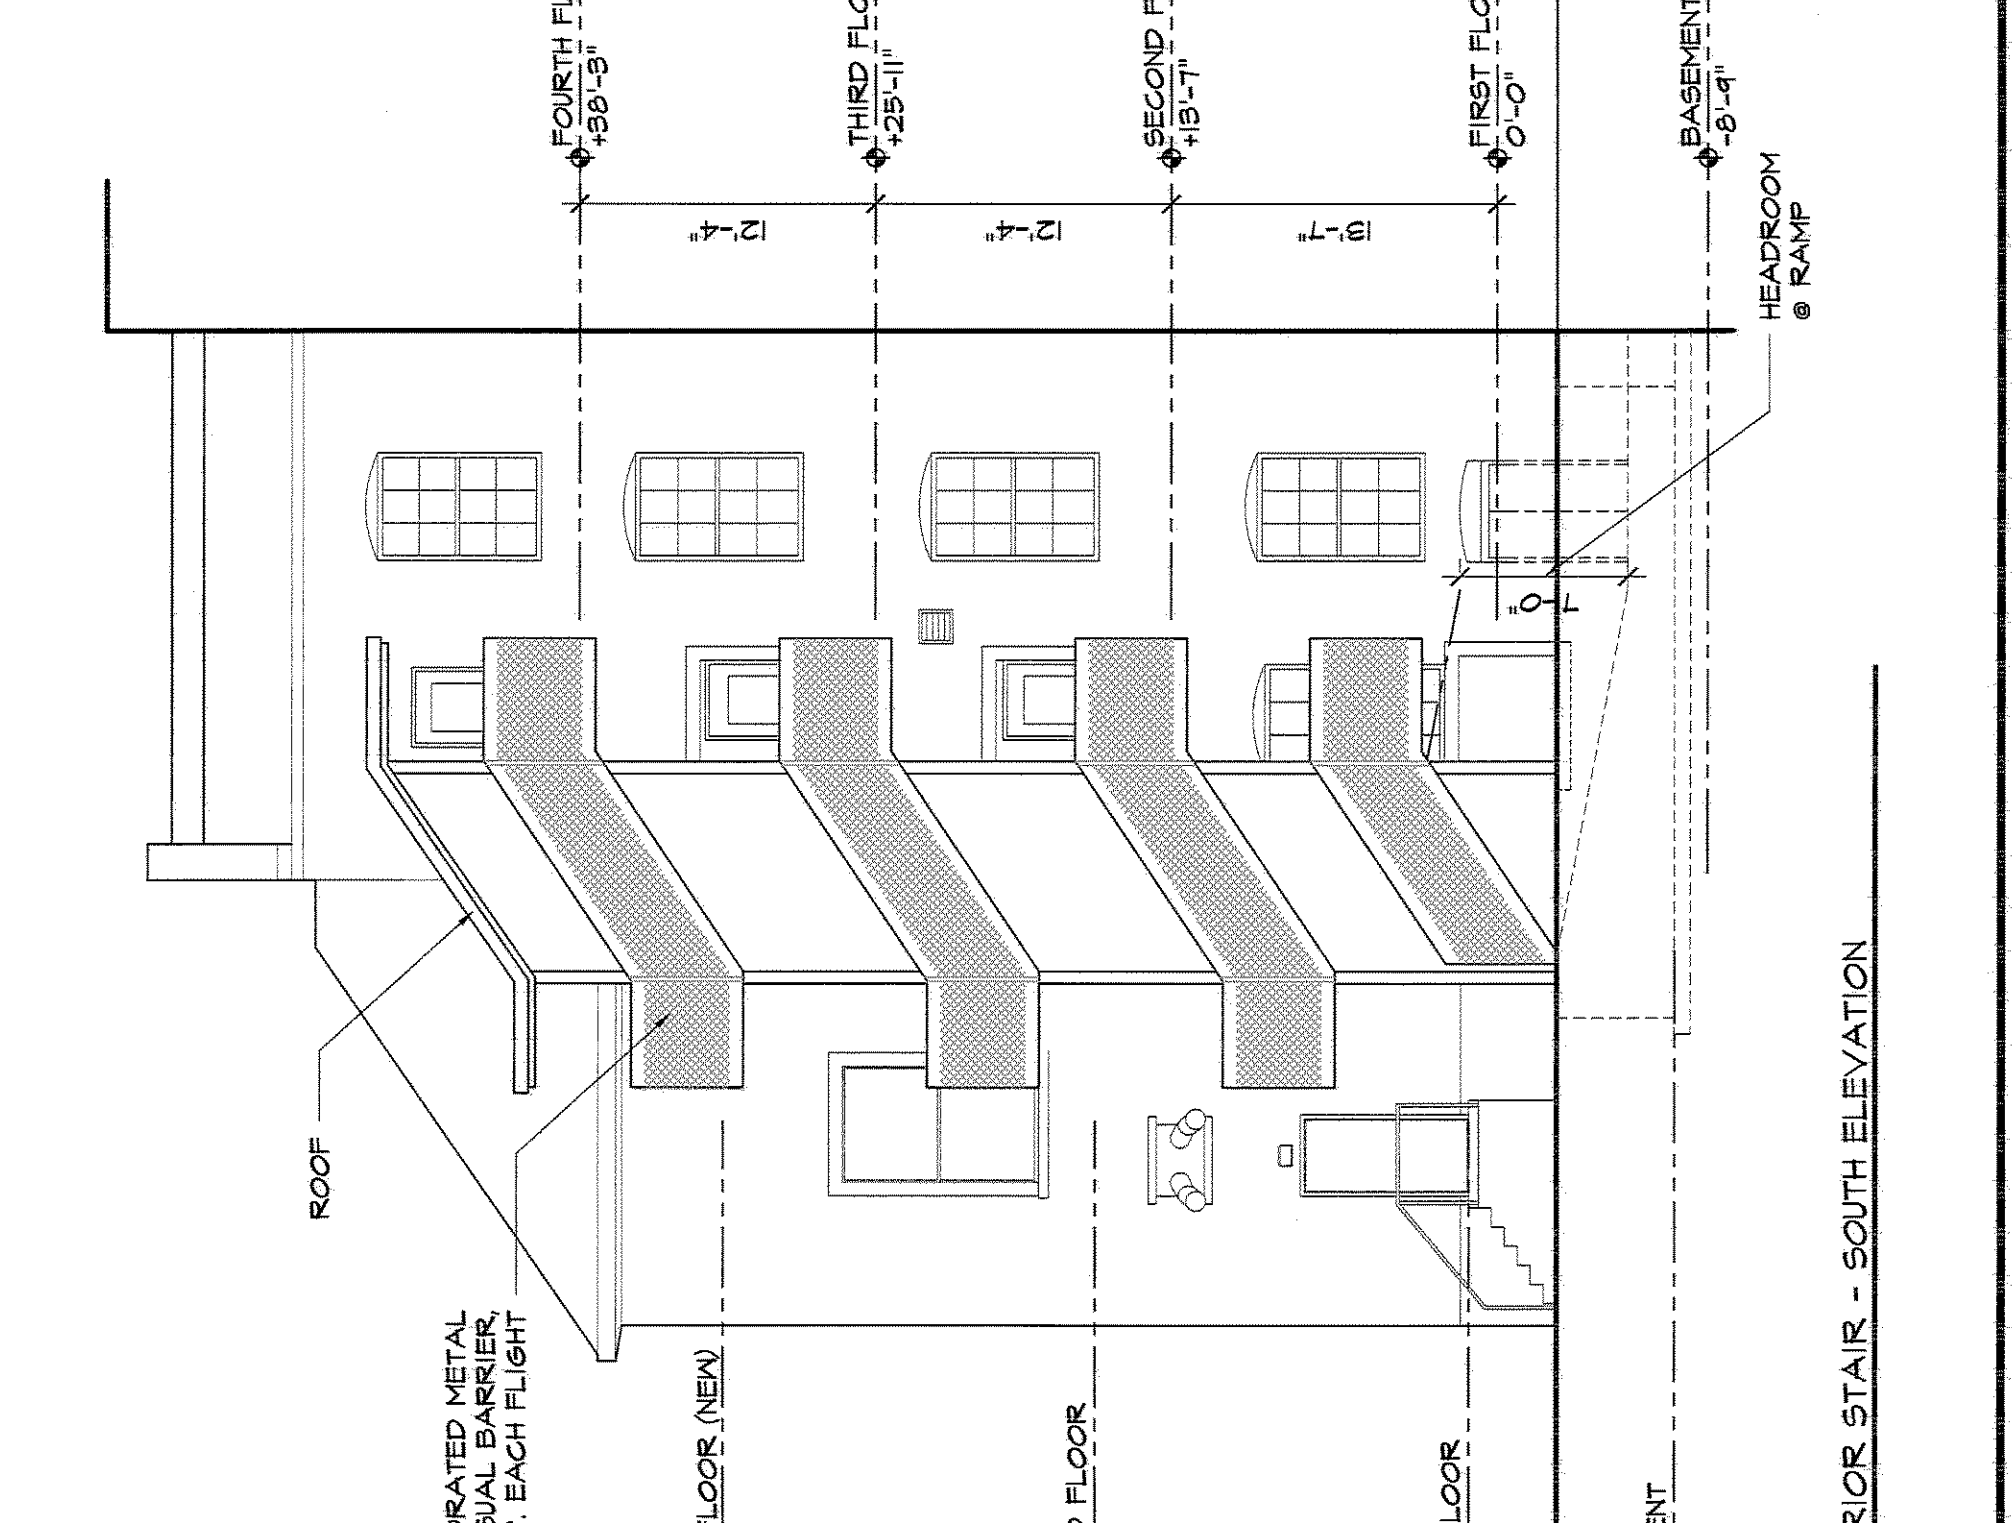 ROOF
ORATED METAL
SUAL BARRIER,
. EACH FLIGHT
FLOOR (NEW)
FLOOR
LOOR
ENT
FOURTH FL
+38'-3"
THIRD FLO
+25'-11"
SECOND F
+13'-7"
FIRST FLO
0'-0"
BASEMENT
-8'-9"
12'-4"
12'-4"
13'-7"
7'-0"
HEADROOM
@ RAMP
RIOR STAIR - SOUTH ELEVATION